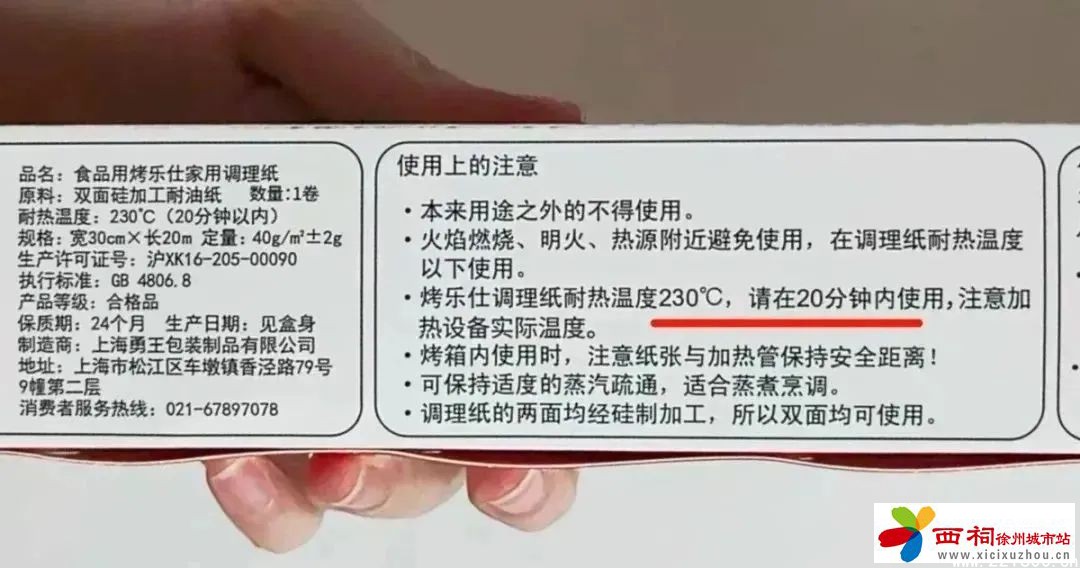 品名：食品用烤乐仕家用调理纸
原料：双面硅加工耐油纸 数量:1卷
耐热温度：230℃（20分钟以内）
规格：宽30cm×长20m 定量：40g/㎡±2g
生产许可证号：沪XK16-205-00090
执行标准：GB 4806.8
产品等级：合格品
保质期：24个月 生产日期：见盒身
制造商：上海勇王包装制品有限公司
地址：上海市松江区车墩镇香泾路79号
9幢第二层
消费者服务热线：021-67897078
使用上的注意
·本来用途之外的不得使用。
·火焰燃烧、明火、热源附近避免使用，在调理纸耐热温度
以下使用。
·烤乐仕调理纸耐热温度230℃，请在20分钟内使用，注意加
热设备实际温度。
·烤箱内使用时，注意纸张与加热管保持安全距离！
·可保持适度的蒸汽疏通，适合蒸煮烹调。
·调理纸的两面均经硅制加工，所以双面均可使用。
西祠徐州城市站
www.xicixuzhou.cn